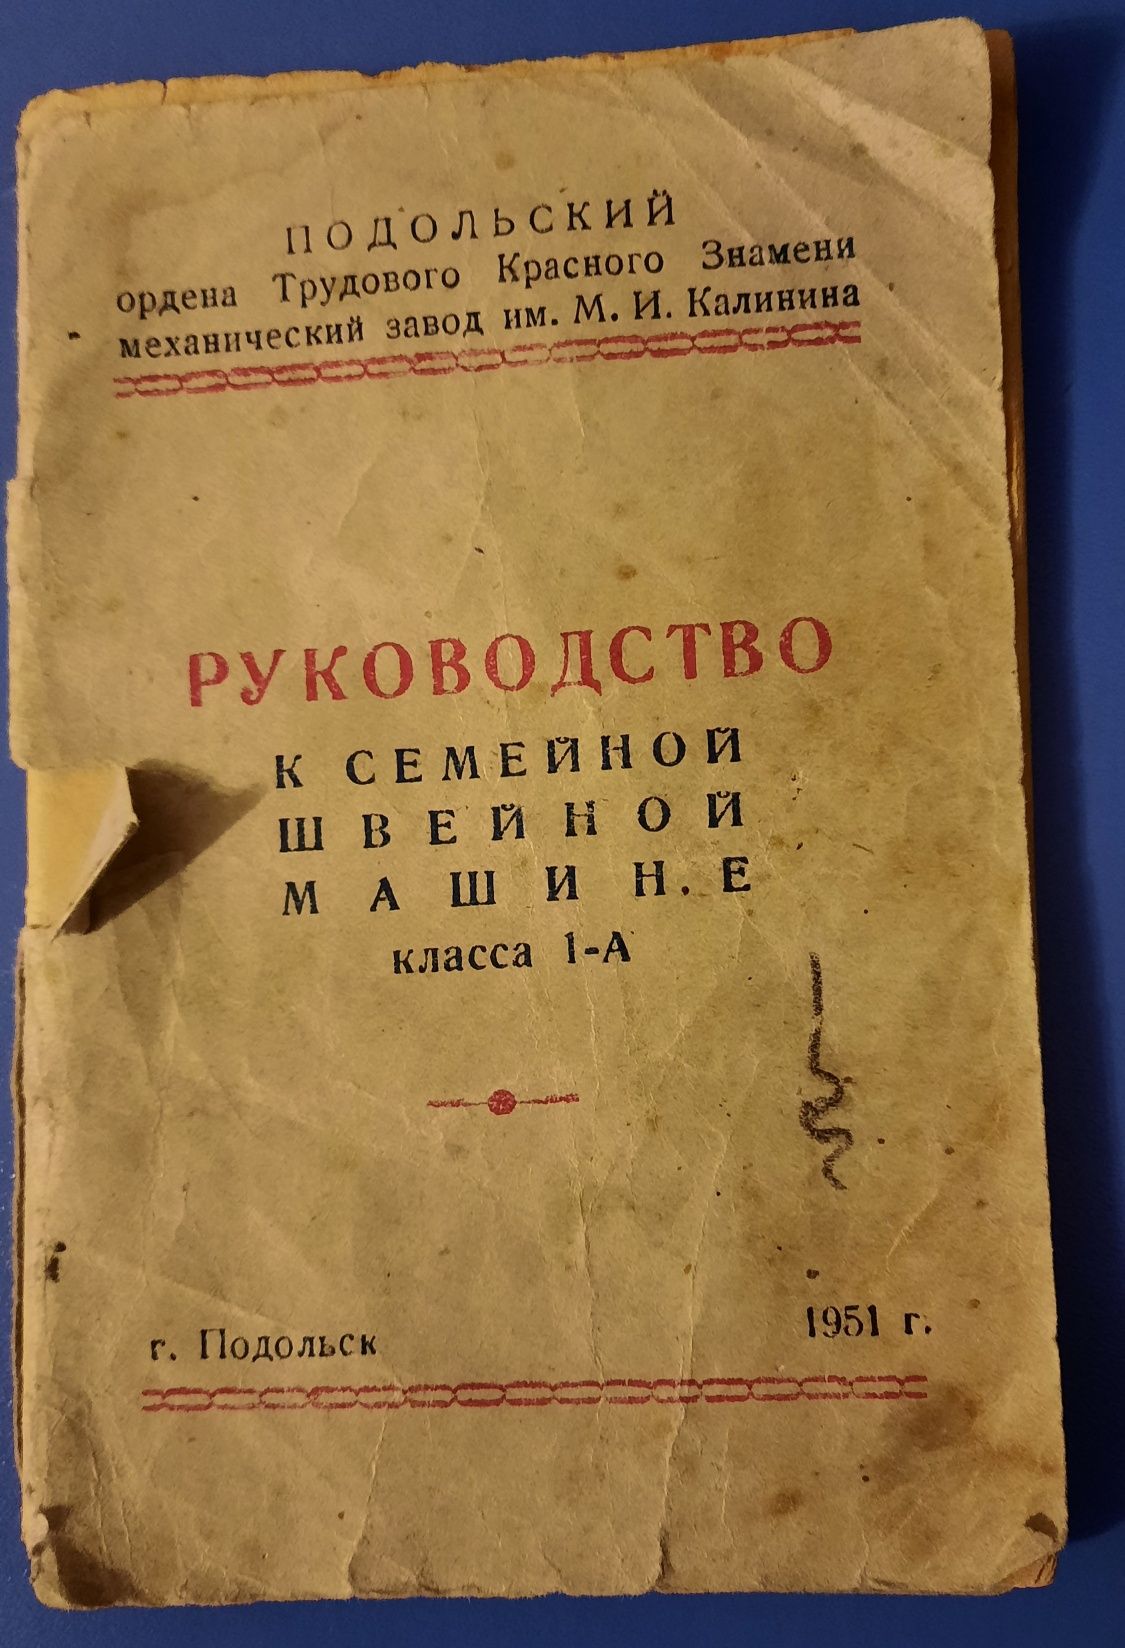 ПОДОЛЬСКИЙ
ордена Трудового Красного Знамени
механический завод им. М. И. Калинина
РУКОВОДСТВО
К СЕМЕЙНОЙ
ШВЕЙНОЙ
МАШИНЕ
класса 1-А
г. Подольск
1951 г.